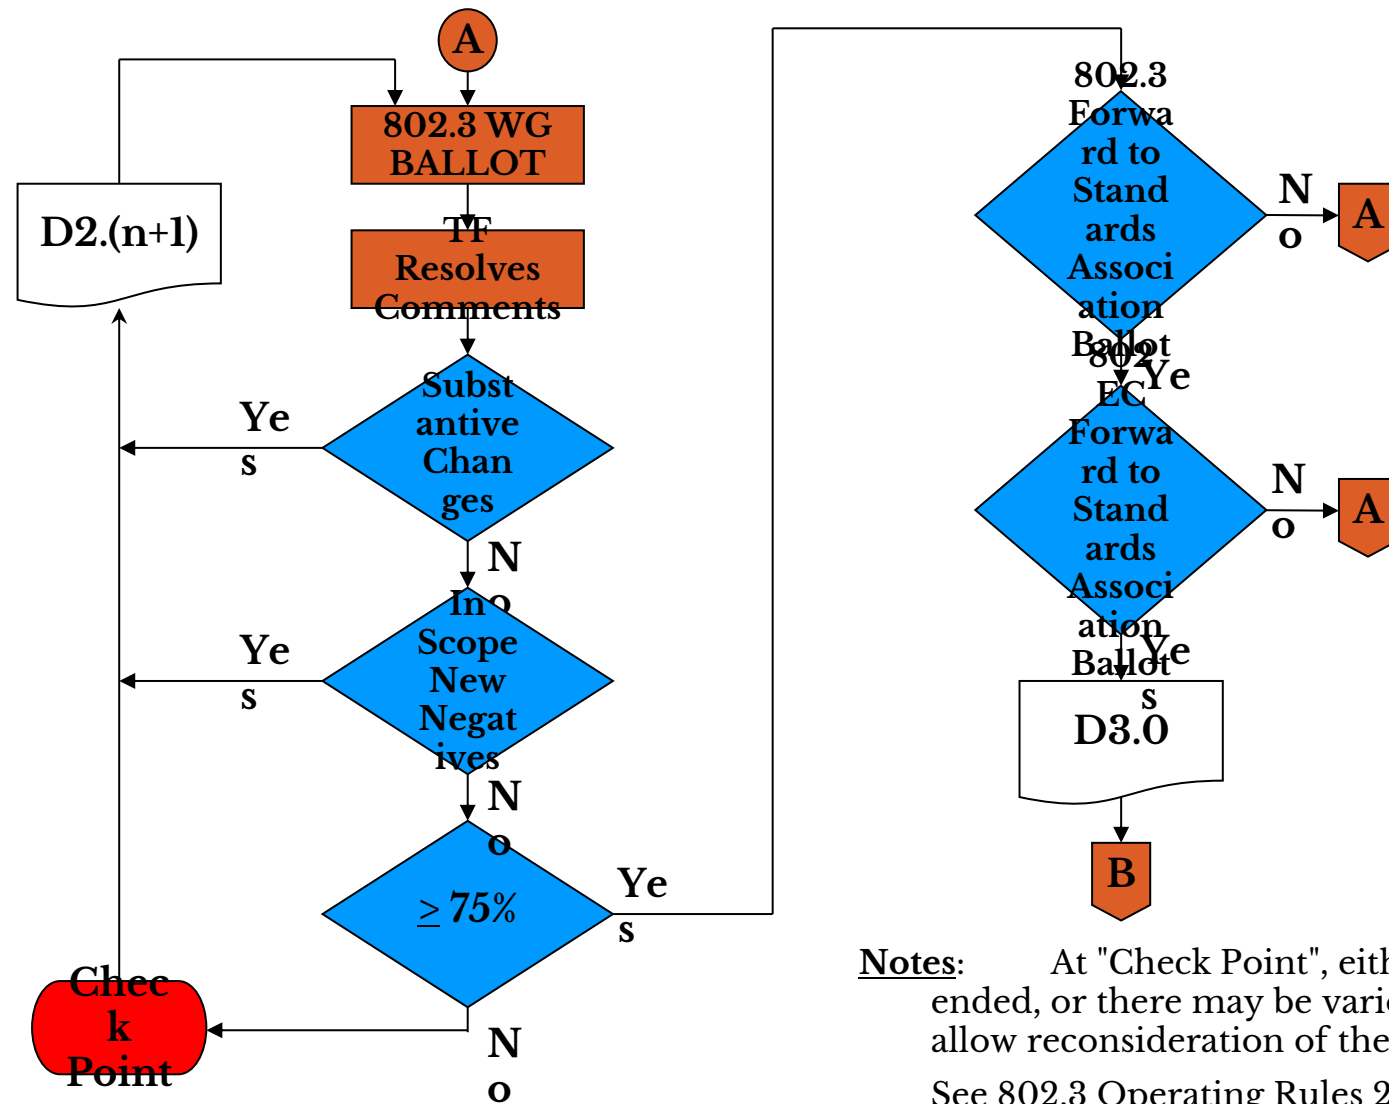 A
802.3 WG
BALLOT
D2.(n+1)
TF
Resolves
Comments
Subst
antive
Chan
ges
Ye
s
N
o
In
Scope
New
Negat
ives
Ye
s
N
o
≥ 75%
Ye
s
N
o
Chec
k
Point
802.3
Forwa
rd to
Stand
ards
Associ
ation
Ballot
N
o
A
Ye
802
EC
Forwa
rd to
Stand
ards
Associ
ation
Ballot
N
o
A
Ye
s
D3.0
B
Notes: At "Check Point", eith
ended, or there may be vari
allow reconsideration of the
See 802.3 Operating Rules 2